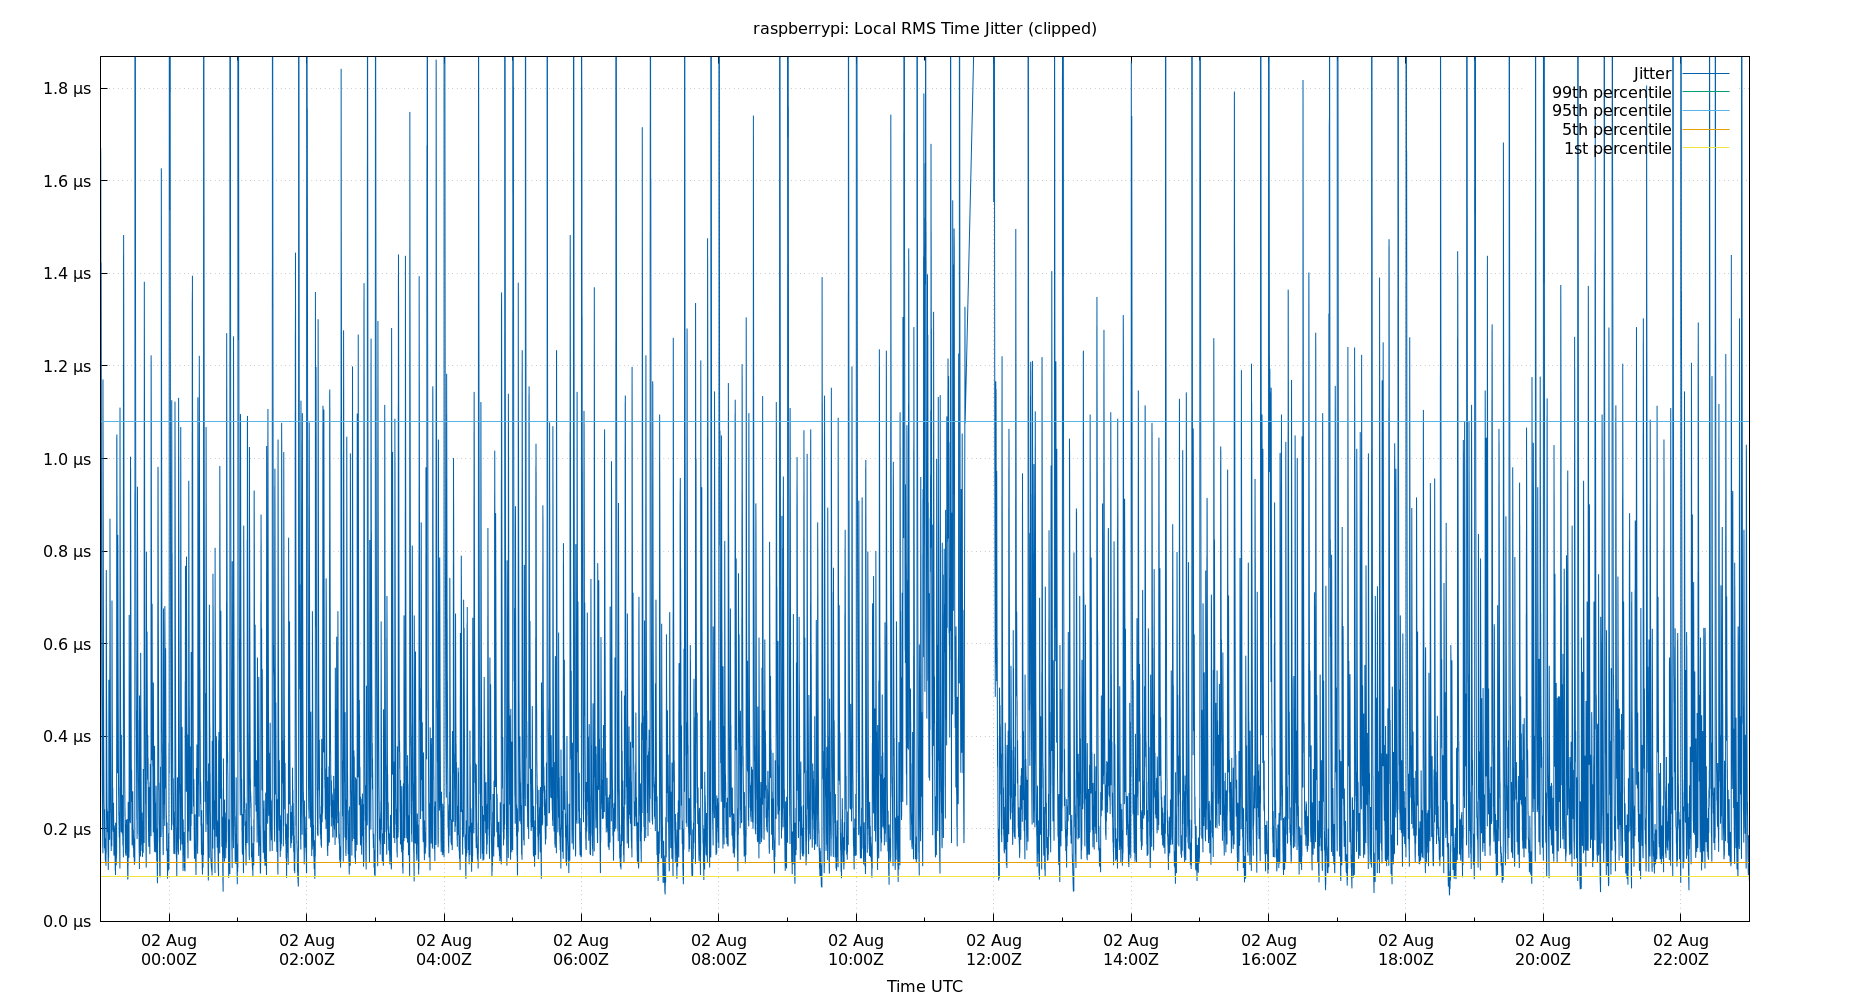 raspberrypi: Local RMS Time Jitter (clipped)
Jitter
99th percentile
95th percentile
5th percentile
1st percentile
1.8 µs
1.6 µs
1.4 µs
1.2 µs
1.0 µs
0.8 µs
0.6 µs
0.4 µs
0.2 µs
0.0 µs
02 Aug 02 Aug 02 Aug 02 Aug 02 Aug 02 Aug 02 Aug 02 Aug 02 Aug 02 Aug 02 Aug 02 Aug
00:00Z 02:00Z 04:00Z 06:00Z 08:00Z 10:00Z 12:00Z 14:00Z 16:00Z 18:00Z 20:00Z 22:00Z
Time UTC